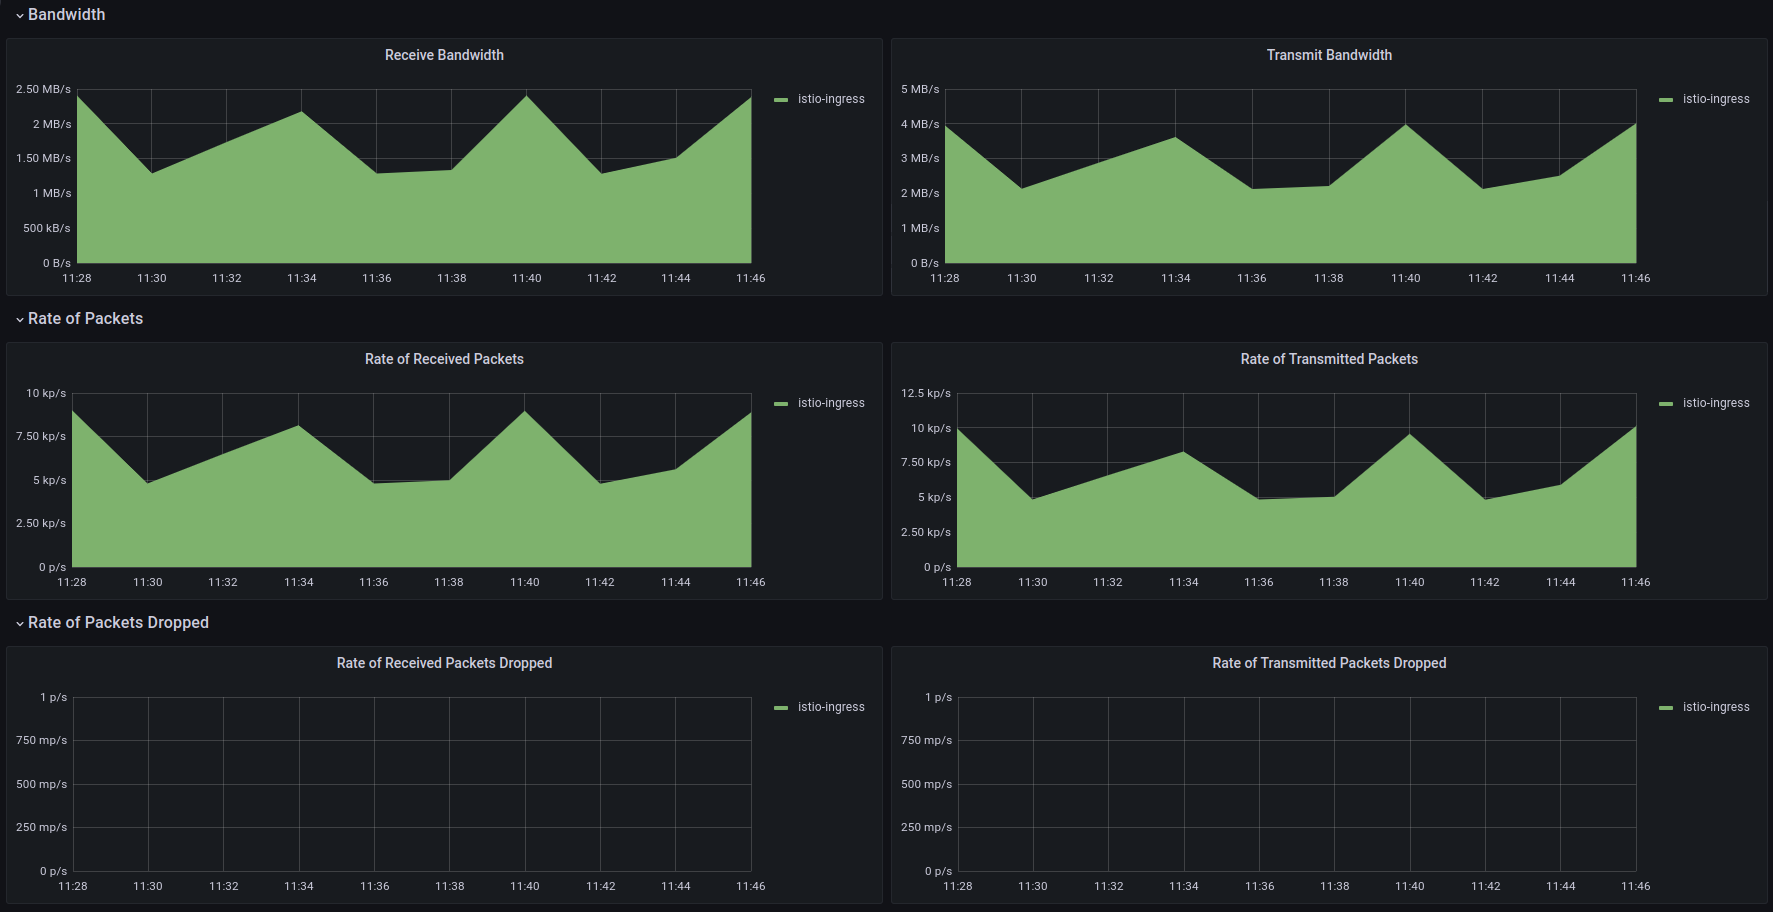 Bandwidth
Receive Bandwidth
2.50 MB/s
2 MB/s
1.50 MB/s
1 MB/s
500 kB/s
0 B/s
11:28 11:30 11:32 11:34 11:36 11:38 11:40 11:42 11:44 11:46
istio-ingress
Transmit Bandwidth
5 MB/s
4 MB/s
3 MB/s
2 MB/s
1 MB/s
0 B/s
11:28 11:30 11:32 11:34 11:36 11:38 11:40 11:42 11:44 11:46
istio-ingress
Rate of Packets
Rate of Received Packets
10 kp/s
7.50 kp/s
5 kp/s
2.50 kp/s
0 p/s
11:28 11:30 11:32 11:34 11:36 11:38 11:40 11:42 11:44 11:46
istio-ingress
Rate of Transmitted Packets
12.5 kp/s
10 kp/s
7.50 kp/s
5 kp/s
2.50 kp/s
0 p/s
11:28 11:30 11:32 11:34 11:36 11:38 11:40 11:42 11:44 11:46
istio-ingress
Rate of Packets Dropped
Rate of Received Packets Dropped
1 p/s
750 mp/s
500 mp/s
250 mp/s
0 p/s
11:28 11:30 11:32 11:34 11:36 11:38 11:40 11:42 11:44 11:46
istio-ingress
Rate of Transmitted Packets Dropped
1 p/s
750 mp/s
500 mp/s
250 mp/s
0 p/s
11:28 11:30 11:32 11:34 11:36 11:38 11:40 11:42 11:44 11:46
istio-ingress